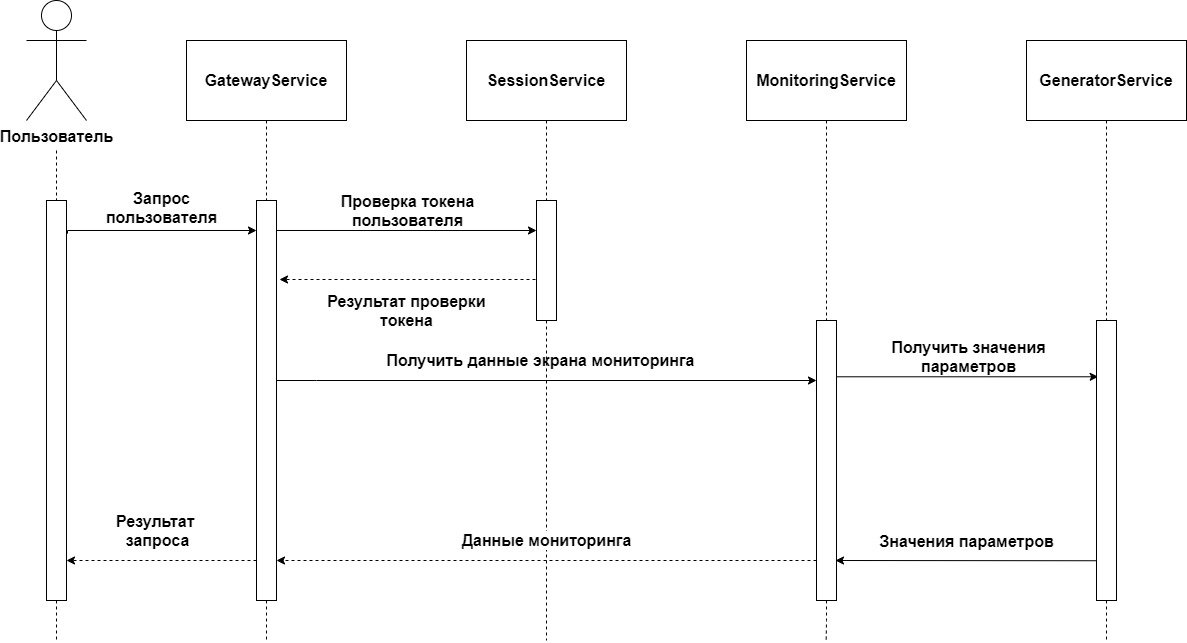 Пользователь
GatewayService
SessionService
MonitoringService
GeneratorService
Запрос
пользователя
Проверка токена
пользователя
Результат проверки
токена
Получить данные экрана мониторинга
Получить значения
параметров
Результат
запроса
Данные мониторинга
Значения параметров